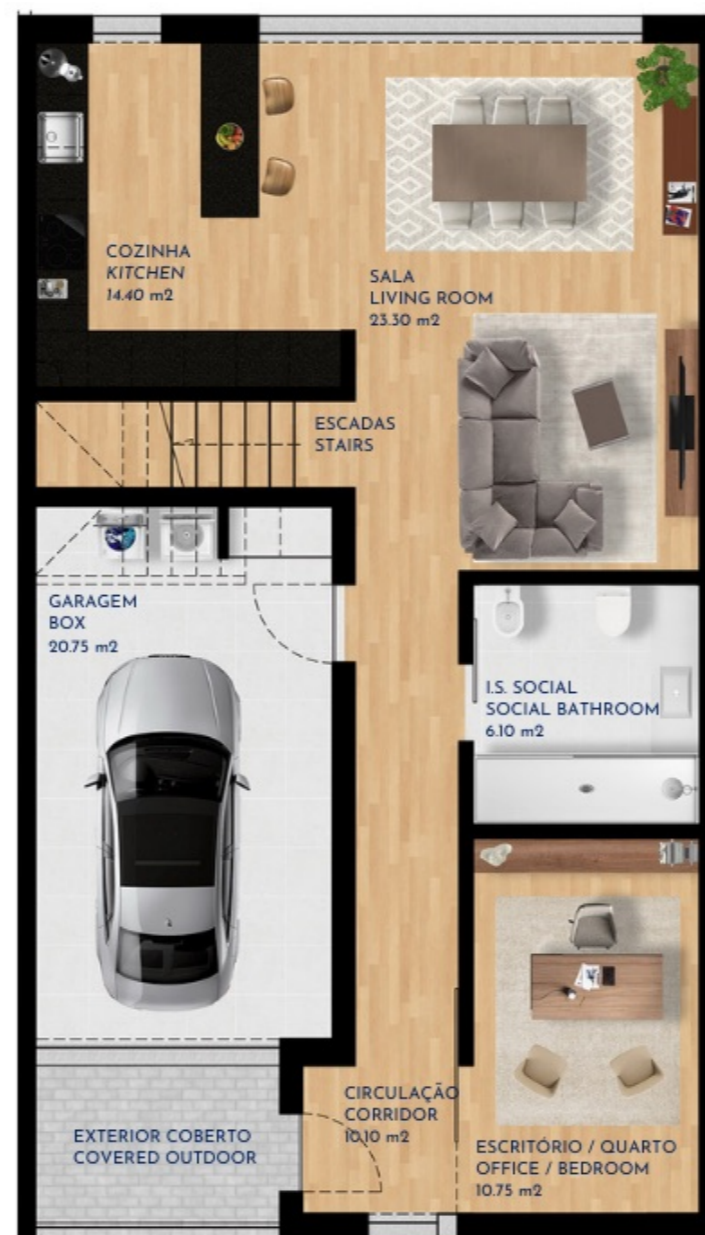 COZINHA
KITCHEN
14.40 m2
SALA
LIVING ROOM
23.30 m2
ESCADAS
STAIRS
GARAGEM
BOX
20.75 m2
I.S. SOCIAL
SOCIAL BATHROOM
6.10 m2
CIRCULAÇÃO
CORRIDOR
10.10 m2
EXTERIOR COBERTO
COVERED OUTDOOR
ESCRITÓRIO / QUARTO
OFFICE / BEDROOM
10.75 m2